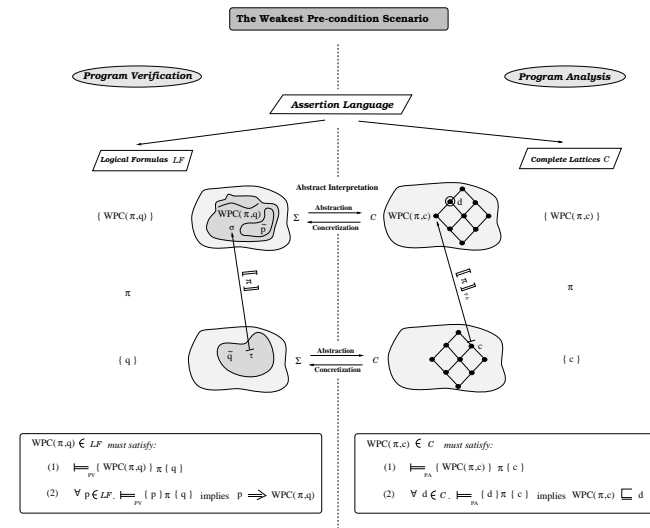 The Weakest Pre-condition Scenario
Program Verification
Program Analysis
Assertion Language
Logical Formulas LF
Complete Lattices C
Abstract Interpretation
{ WPC(π,q) }
WPC(π,q)
σ
p̃
Σ
Abstraction
Concretization
C
WPC(π,c)
d
{ WPC(π,c) }
π
[[ π ]]
[[ π ]] PA
π
{ q }
q̃
τ
Σ
Abstraction
Concretization
C
c
{ c }
WPC(π,q) ∈ LF must satisfy:
(1) ⊨PV { WPC(π,q) } π { q }
(2) ∀ p ∈ LF. ⊨PV { p } π { q } implies p ⟹ WPC(π,q)
WPC(π,c) ∈ C must satisfy:
(1) ⊨PA { WPC(π,c) } π { c }
(2) ∀ d ∈ C. ⊨PA { d } π { c } implies WPC(π,c) ⊑ d